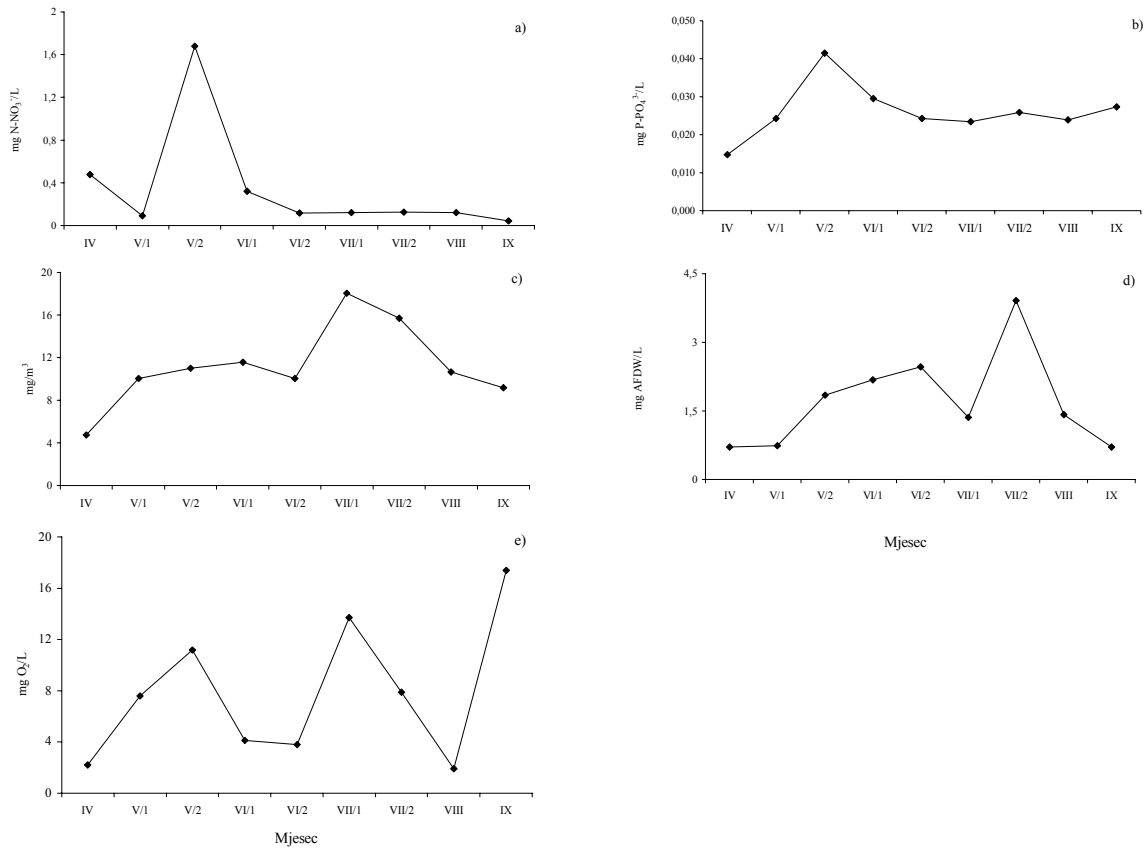 a)
mg N-NO₃⁻/L
2
1,6
1,2
0,8
0,4
0
IV V/1 V/2 VI/1 VI/2 VII/1 VII/2 VIII IX
b)
mg P-PO₄³⁻/L
0,050
0,040
0,030
0,020
0,010
0,000
IV V/1 V/2 VI/1 VI/2 VII/1 VII/2 VIII IX
c)
mg/m³
20
16
12
8
4
0
IV V/1 V/2 VI/1 VI/2 VII/1 VII/2 VIII IX
d)
mg AFDW/L
4,5
3
1,5
0
IV V/1 V/2 VI/1 VI/2 VII/1 VII/2 VIII IX
Mjesec
e)
mg O₂/L
20
16
12
8
4
0
IV V/1 V/2 VI/1 VI/2 VII/1 VII/2 VIII IX
Mjesec